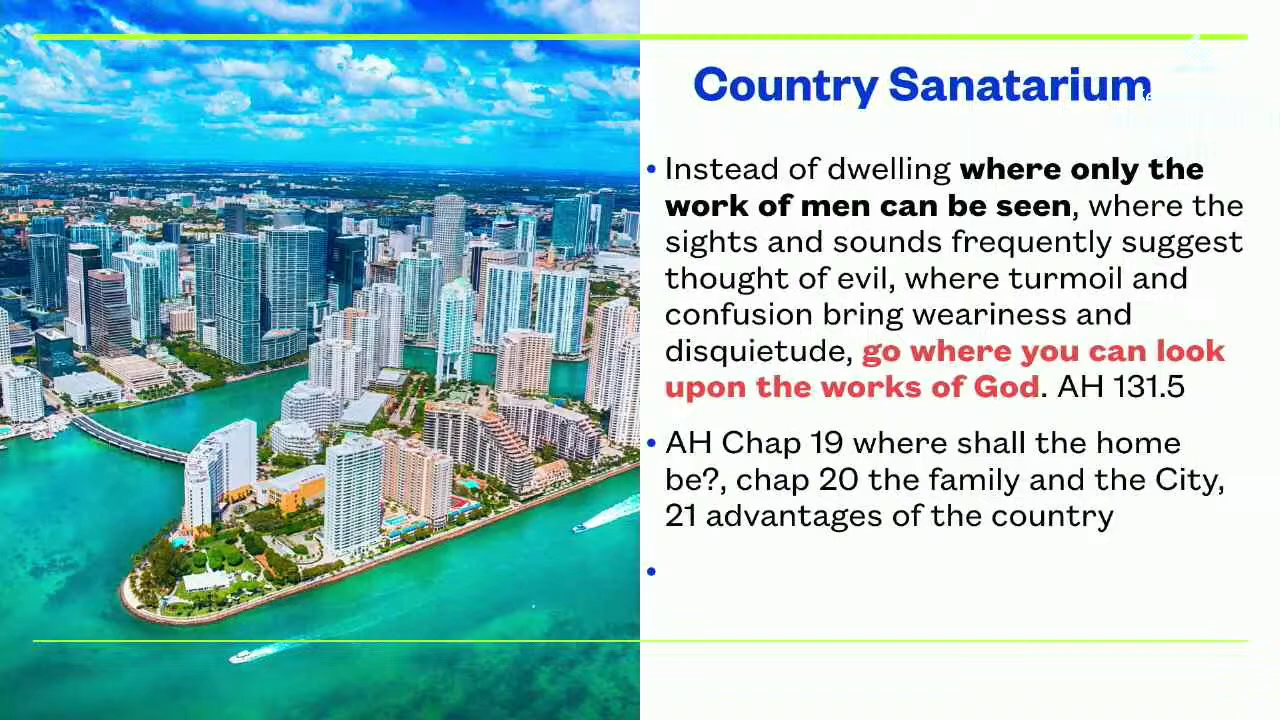 Country Sanatarium
• Instead of dwelling where only the
work of men can be seen, where the
sights and sounds frequently suggest
thought of evil, where turmoil and
confusion bring weariness and
disquietude, go where you can look
upon the works of God. AH 131.5
• AH Chap 19 where shall the home
be?, chap 20 the family and the City,
21 advantages of the country
•